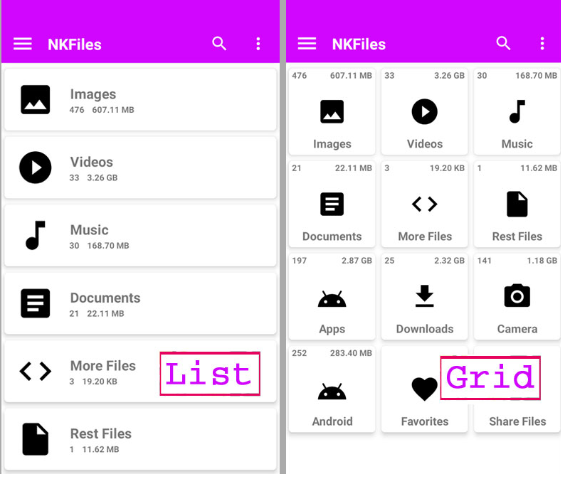 NKFiles
Images
476 607.11 MB
Videos
33 3.26 GB
Music
30 168.70 MB
Documents
21 22.11 MB
More Files
3 19.20 KB
List
Rest Files
1 11.62 MB
NKFiles
476 607.11 MB 33 3.26 GB 30 168.70 MB
Images Videos Music
21 22.11 MB 3 19.20 KB 1 11.62 MB
Documents More Files Rest Files
197 2.87 GB 25 2.32 GB 141 1.18 GB
Apps Downloads Camera
252 283.40 MB
Grid
Android Favorites Share Files